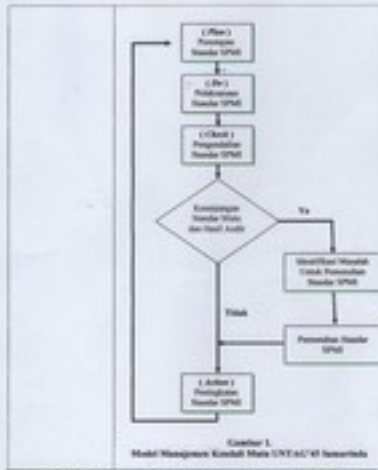 ( Plan )
Penetapan
Standar SPMI
( Do )
Pelaksanaan
Standar SPMI
( Check )
Pengendalian
Standar SPMI
Kesenjangan
Standar Mutu
dan Hasil Audit
Ya
Identifikasi Masalah
Untuk Pemenuhan
Standar SPMI
Tidak
Pemenuhan Standar
SPMI
( Action )
Peningkatan
Standar SPMI
Gambar 1.
Model Manajemen Kendali Mutu UNTAG'45 Samarinda